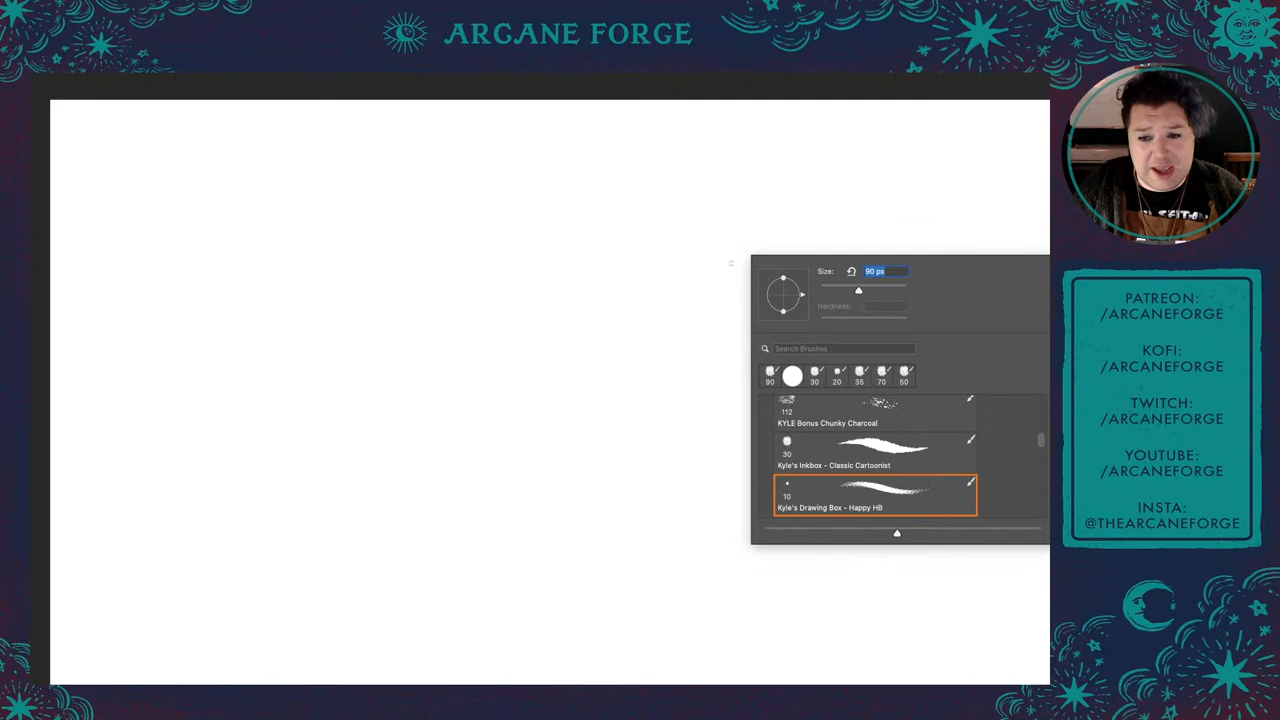 ARCANE FORGE
Size: 90 px
Hardness:
Search Brushes
90 30 20 35 70 50
112
KYLE Bonus Chunky Charcoal
30
Kyle's Inkbox - Classic Cartoonist
10
Kyle's Drawing Box - Happy HB
PATREON:
/ARCANEFORGE
KOFI:
/ARCANEFORGE
TWITCH:
/ARCANEFORGE
YOUTUBE:
/ARCANEFORGE
INSTA:
@THEARCANEFORGE